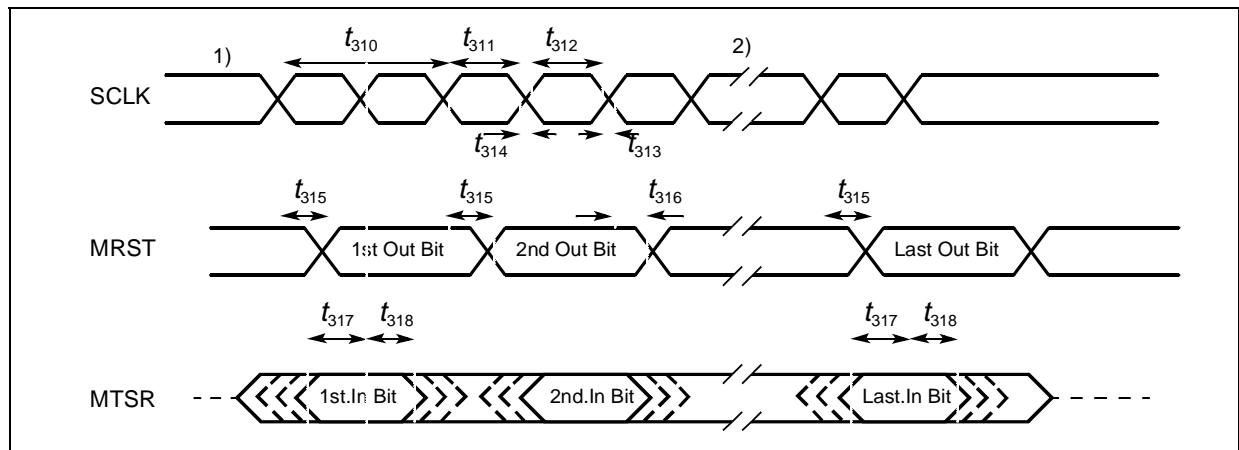 1) t310 t311 t312 2)
SCLK
t314 t313
t315 t315 t316 t315
MRST 1st Out Bit 2nd Out Bit Last Out Bit
t317 t318 t317 t318
MTSR 1st.In Bit 2nd.In Bit Last.In Bit